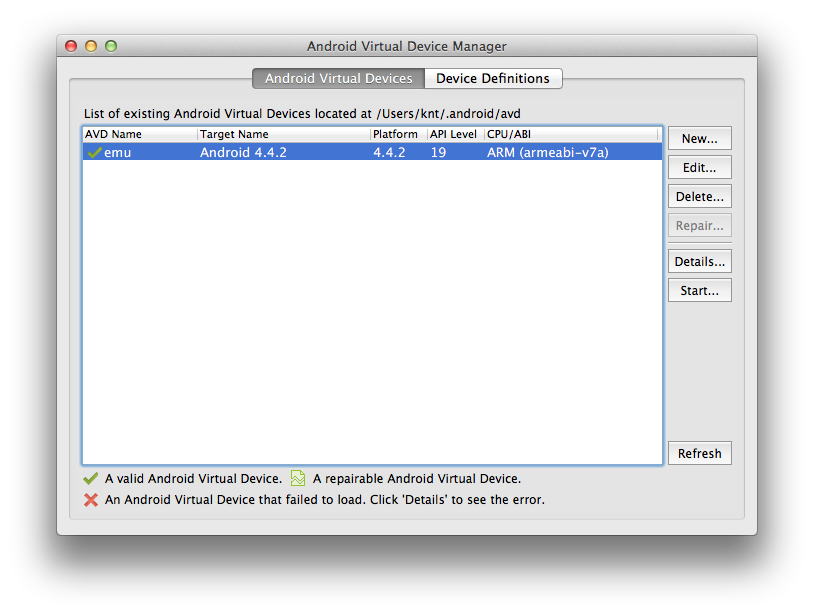 Android Virtual Device Manager
Android Virtual Devices Device Definitions
List of existing Android Virtual Devices located at /Users/knt/.android/avd
AVD Name Target Name Platform API Level CPU/ABI
emu Android 4.4.2 4.4.2 19 ARM (armeabi-v7a)
New...
Edit...
Delete...
Repair...
Details...
Start...
Refresh
A valid Android Virtual Device. A repairable Android Virtual Device.
An Android Virtual Device that failed to load. Click 'Details' to see the error.